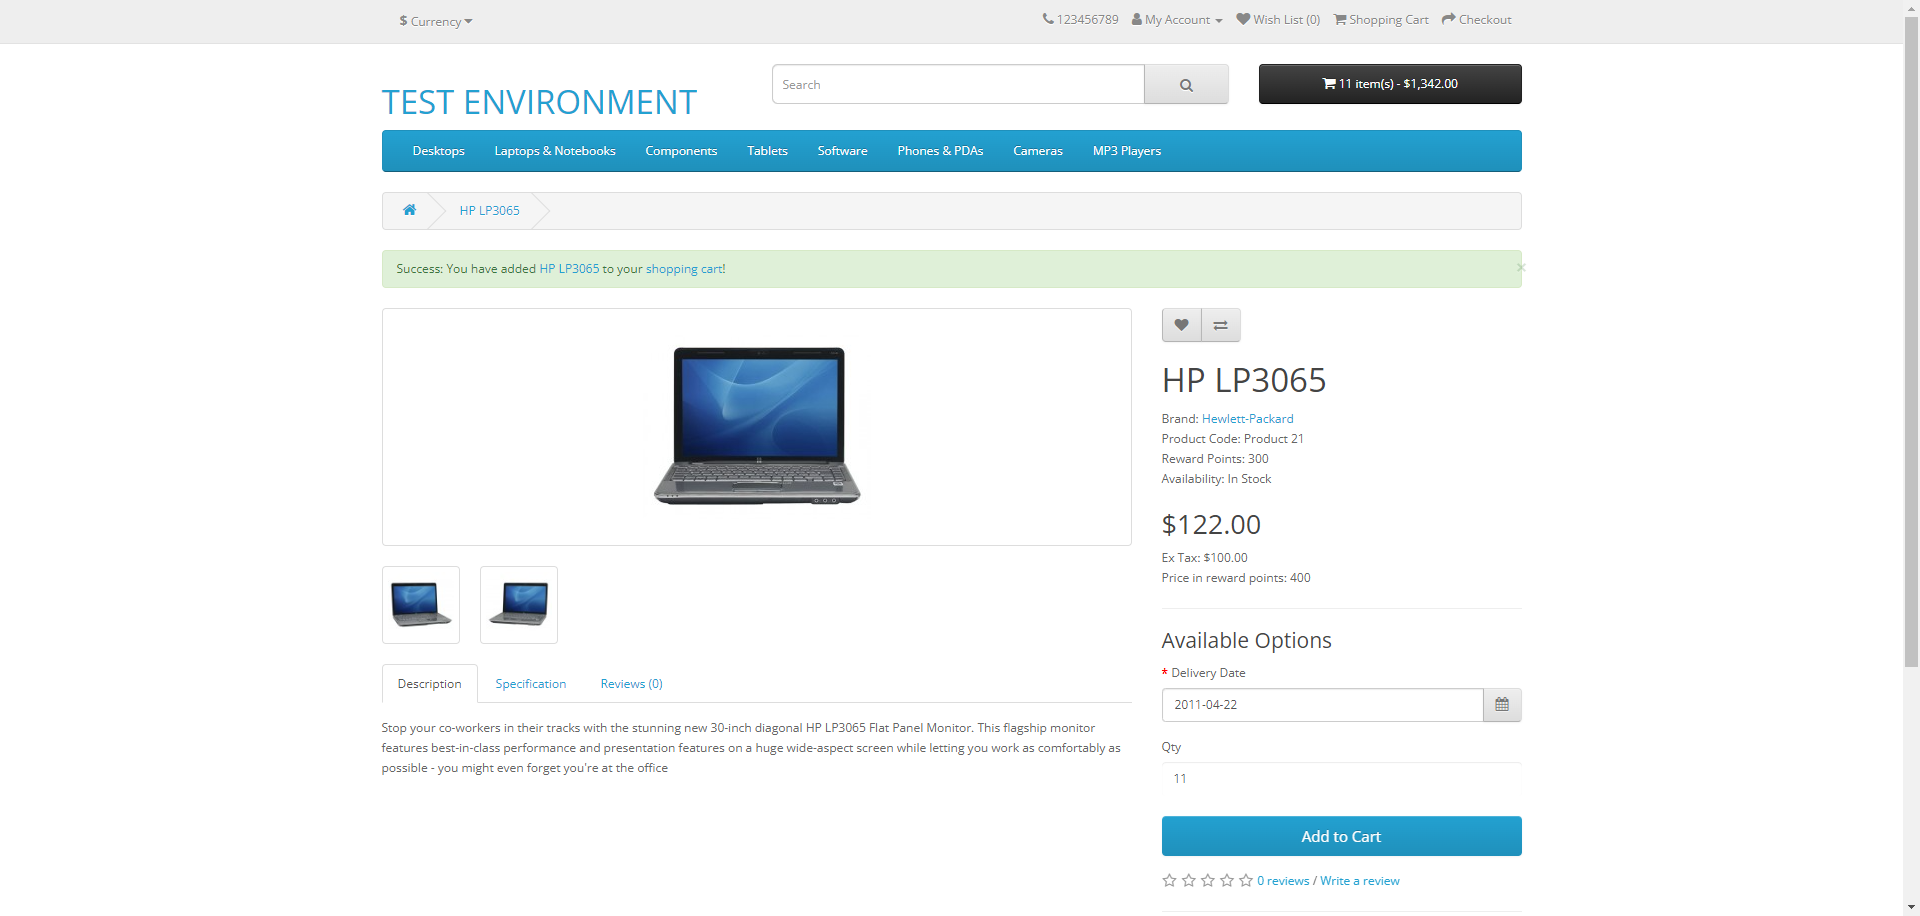 $ Currency
123456789 My Account Wish List (0) Shopping Cart Checkout
TEST ENVIRONMENT
Search
11 item(s) - $1,342.00
Desktops Laptops & Notebooks Components Tablets Software Phones & PDAs Cameras MP3 Players
HP LP3065
Success: You have added HP LP3065 to your shopping cart!
×
HP LP3065
Brand: Hewlett-Packard
Product Code: Product 21
Reward Points: 300
Availability: In Stock
$122.00
Ex Tax: $100.00
Price in reward points: 400
Available Options
* Delivery Date
2011-04-22
Qty
11
Add to Cart
0 reviews / Write a review
Description Specification Reviews (0)
Stop your co-workers in their tracks with the stunning new 30-inch diagonal HP LP3065 Flat Panel Monitor. This flagship monitor
features best-in-class performance and presentation features on a huge wide-aspect screen while letting you work as comfortably as
possible - you might even forget you're at the office